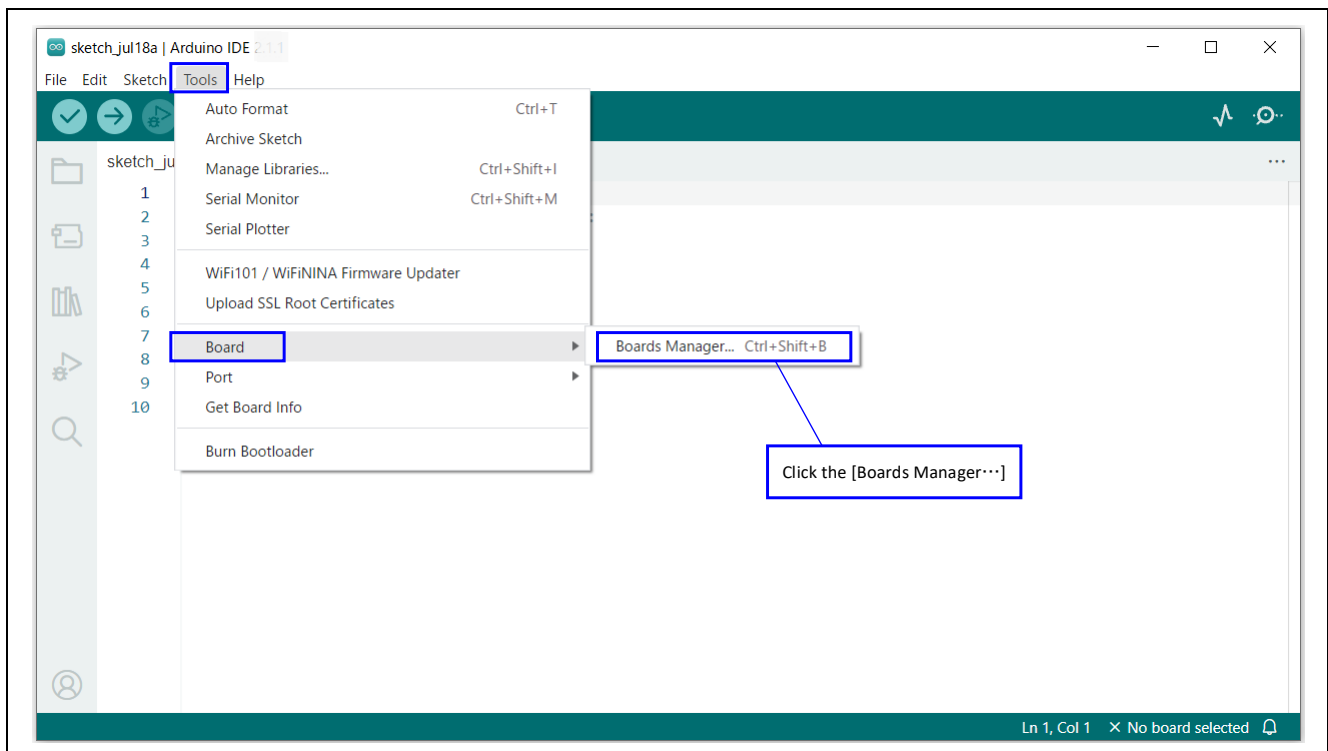 sketch_jul18a | Arduino IDE 2.1.1
File Edit Sketch Tools Help
Auto Format Ctrl+T
Archive Sketch
sketch_ju
Manage Libraries... Ctrl+Shift+I
1
Serial Monitor Ctrl+Shift+M
2
Serial Plotter
3
4
WiFi101 / WiFiNINA Firmware Updater
5
Upload SSL Root Certificates
6
7
Board
Boards Manager... Ctrl+Shift+B
8
Port
9
Get Board Info
10
Burn Bootloader
Click the [Boards Manager⋯]
Ln 1, Col 1 × No board selected